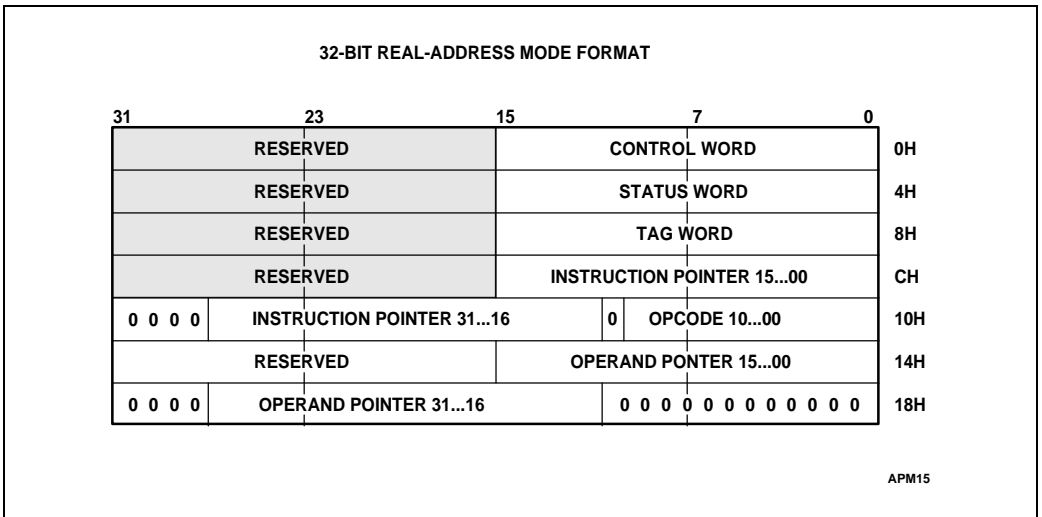 32-BIT REAL-ADDRESS MODE FORMAT
31 23 15 7 0
RESERVED CONTROL WORD 0H
RESERVED STATUS WORD 4H
RESERVED TAG WORD 8H
RESERVED INSTRUCTION POINTER 15...00 CH
0 0 0 0 INSTRUCTION POINTER 31...16 0 OPCODE 10...00 10H
RESERVED OPERAND PONTER 15...00 14H
0 0 0 0 OPERAND POINTER 31...16 0 0 0 0 0 0 0 0 0 0 0 0 18H
APM15